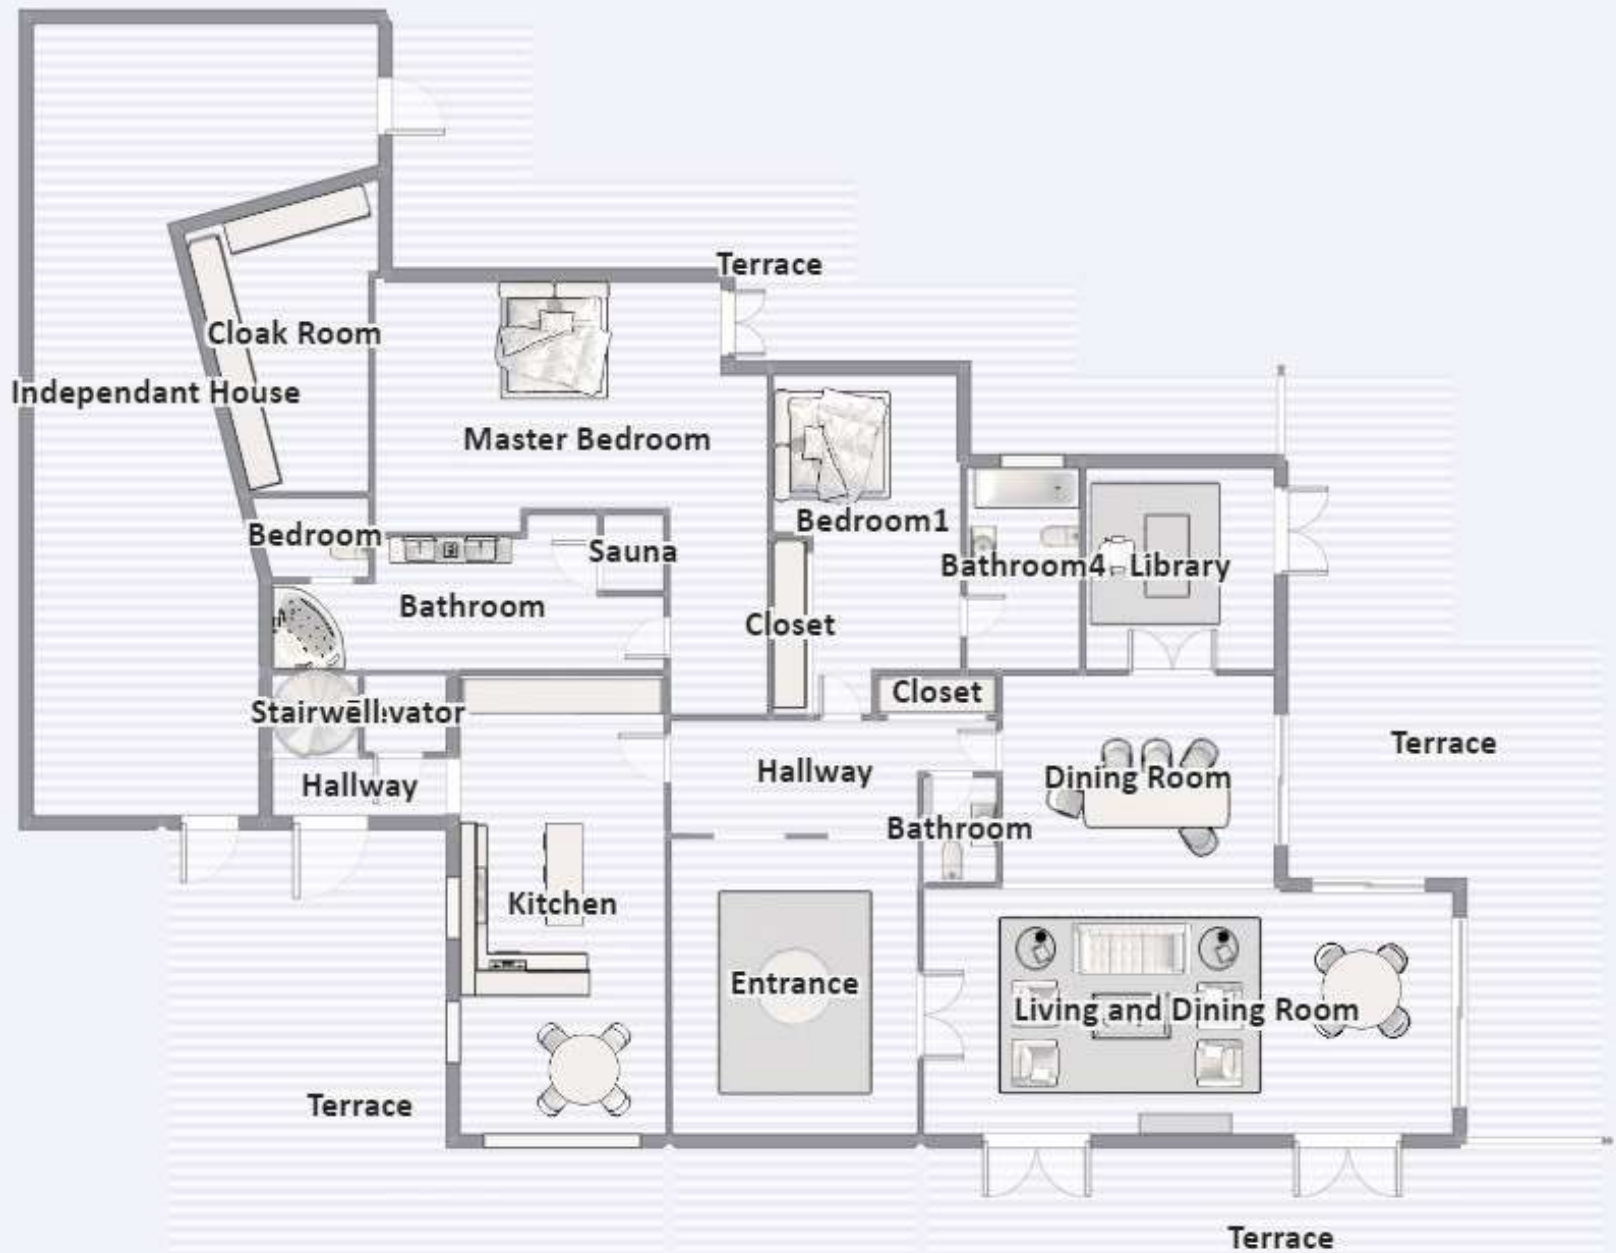 Terrace
Cloak Room
Independant House
Master Bedroom
Bedroom1
Bedroom
Sauna
Bathroom4
Library
Bathroom
Closet
Closet
Stairwell
Terrace
Hallway
Hallway
Dining Room
Bathroom
Kitchen
Entrance
Living and Dining Room
Terrace
Terrace